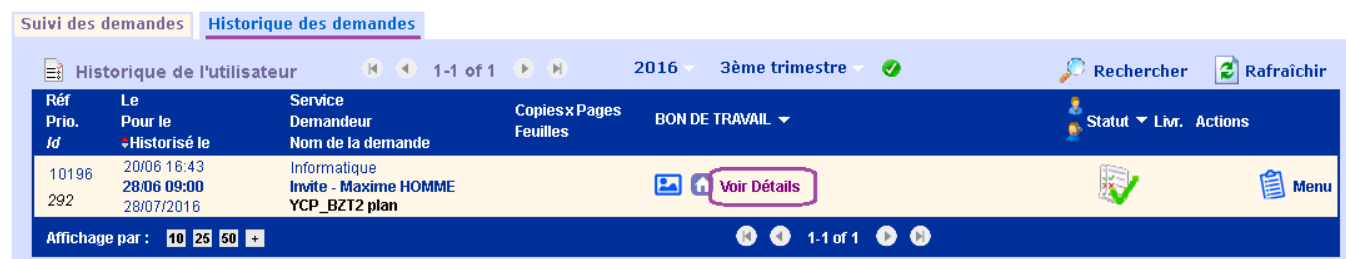 Suivi des demandes Historique des demandes
Historique de l'utilisateur 1-1 of 1 2016 3ème trimestre Rechercher Rafraîchir
Réf Le Service
Prio. Pour le Demandeur Copies x Pages BON DE TRAVAIL Statut Livr. Actions
Id Historisé le Nom de la demande Feuilles
10196 20/06 16:43 Informatique
28/06 09:00 Invite - Maxime HOMME Voir Détails Menu
292 28/07/2016 YCP_BZT2 plan
Affichage par : 10 25 50 + 1-1 of 1